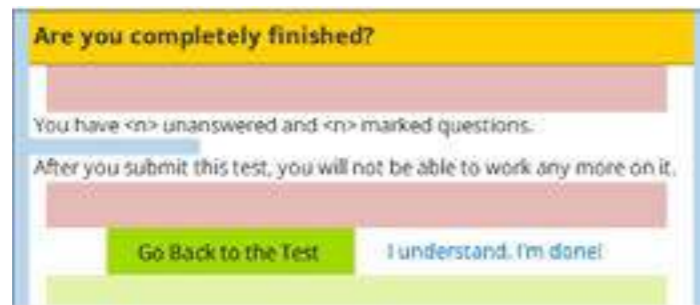 Are you completely finished?
You have <n> unanswered and <n> marked questions.
After you submit this test, you will not be able to work any more on it.
Go Back to the Test
I understand. I'm done!